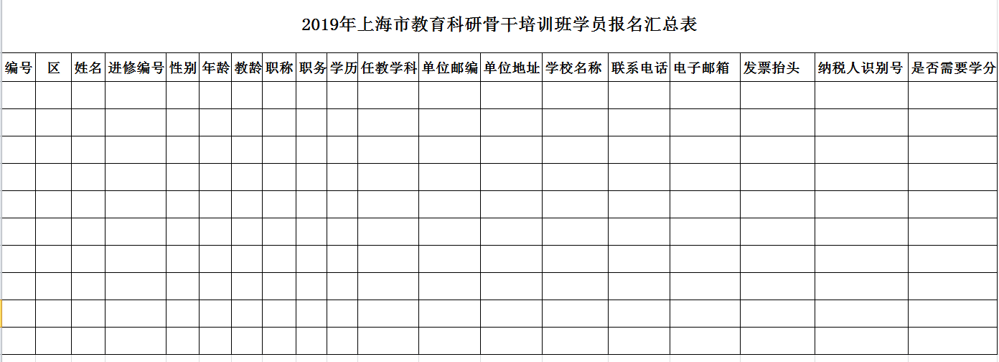 2019年上海市教育科研骨干培训班学员报名汇总表
编号 区 姓名 进修编号 性别 年龄 教龄 职称 职务 学历 任教学科 单位邮编 单位地址 学校名称 联系电话 电子邮箱 发票抬头 纳税人识别号 是否需要学分